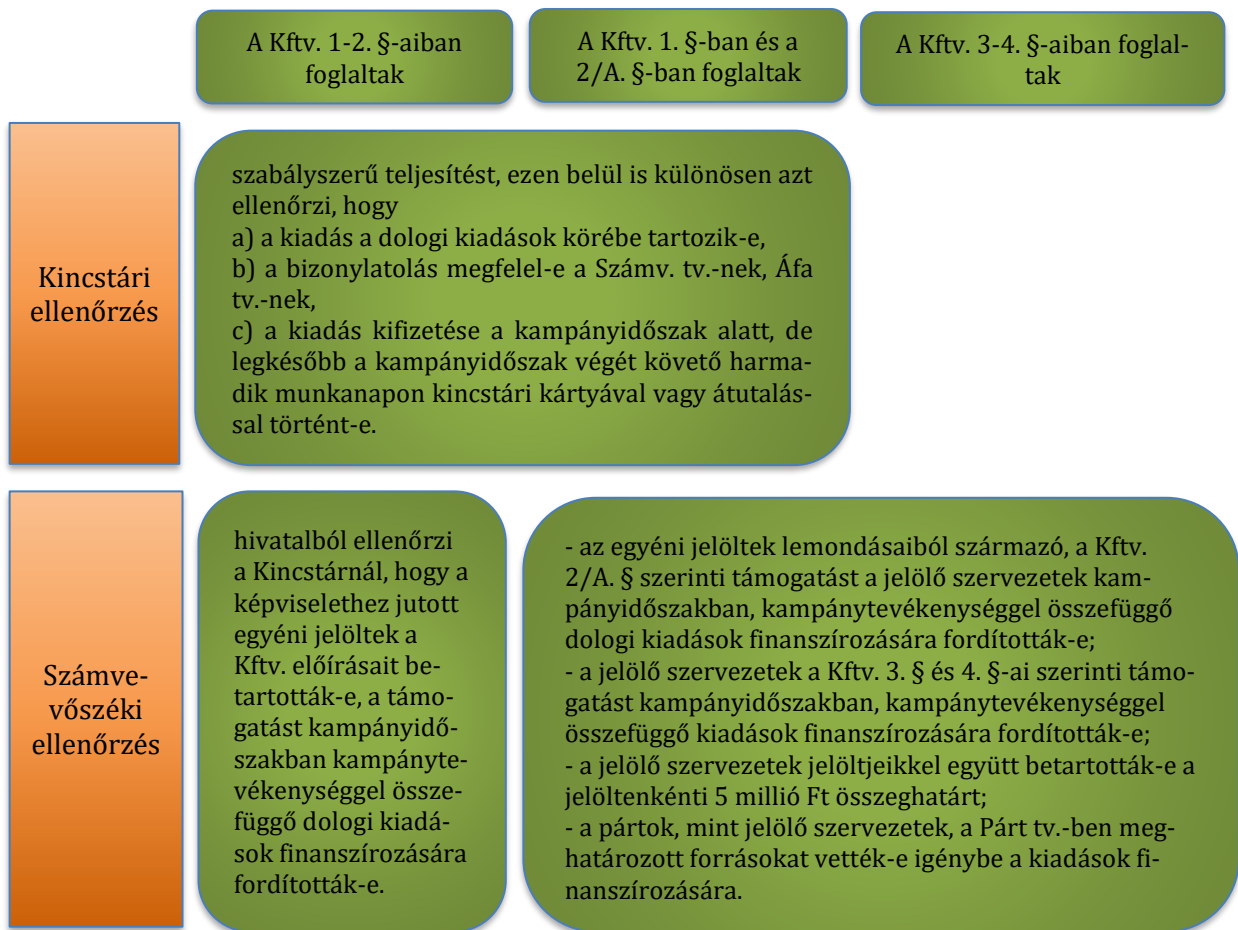 A Kftv. 1-2. §-aiban
foglaltak
A Kftv. 1. §-ban és a
2/A. §-ban foglaltak
A Kftv. 3-4. §-aiban foglal-
tak
Kincstári
ellenőrzés
szabályszerű teljesítést, ezen belül is különösen azt
ellenőrzi, hogy
a) a kiadás a dologi kiadások körébe tartozik-e,
b) a bizonylatolás megfelel-e a Számv. tv.-nek, Áfa
tv.-nek,
c) a kiadás kifizetése a kampányidőszak alatt, de
legkésőbb a kampányidőszak végét követő harma-
dik munkanapon kincstári kártyával vagy átutalás-
sal történt-e.
Számve-
vőszéki
ellenőrzés
hivatalból ellenőrzi
a Kincstárnál, hogy a
képviselethez jutott
egyéni jelöltek a
Kftv. előírásait be-
tartották-e, a támo-
gatást kampányidő-
szakban kampányte-
vékenységgel össze-
függő dologi kiadá-
sok finanszírozására
fordították-e.
- az egyéni jelöltek lemondásaiból származó, a Kftv.
2/A. § szerinti támogatást a jelölő szervezetek kam-
pányidőszakban, kampánytevékenységgel összefüggő
dologi kiadások finanszírozására fordították-e;
- a jelölő szervezetek a Kftv. 3. § és 4. §-ai szerinti támo-
gatást kampányidőszakban, kampánytevékenységgel
összefüggő kiadások finanszírozására fordították-e;
- a jelölő szervezetek jelöltjeikkel együtt betartották-e a
jelöltenkénti 5 millió Ft összeghatárt;
- a pártok, mint jelölő szervezetek, a Párt tv.-ben meg-
határozott forrásokat vették-e igénybe a kiadások fi-
nanszírozására.